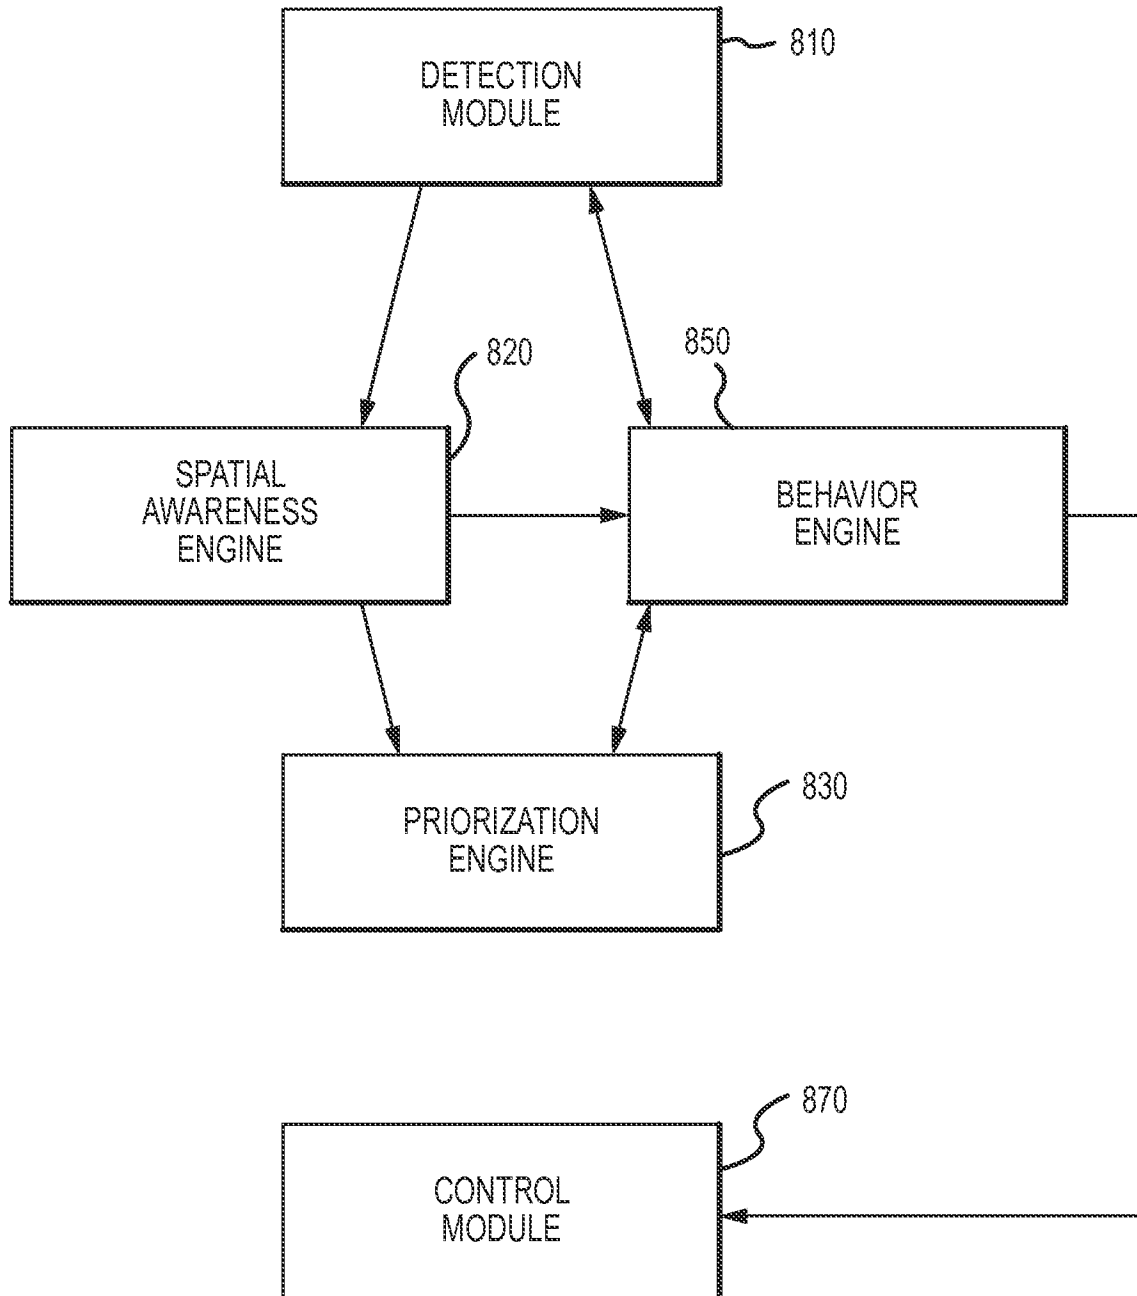 810
DETECTION
MODULE
820
850
SPATIAL
AWARENESS
ENGINE
BEHAVIOR
ENGINE
830
PRIORIZATION
ENGINE
870
CONTROL
MODULE